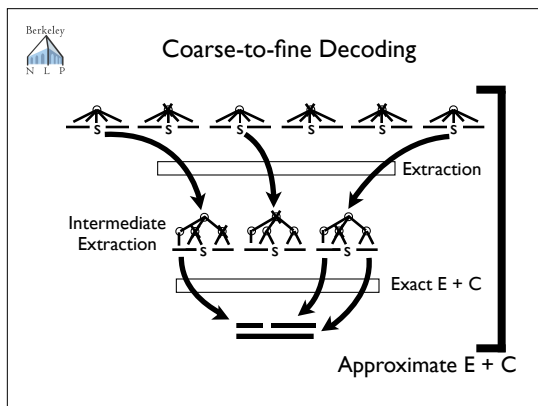 Berkeley
N L P
Coarse-to-fine Decoding
S S S S S S
Extraction
Intermediate
Extraction
S S S
Exact E + C
Approximate E + C